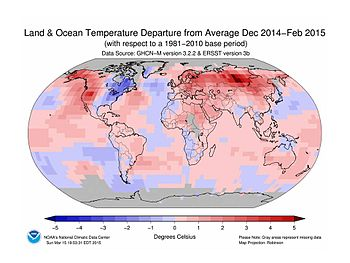 Land & Ocean Temperature Departure from Average Dec 2014–Feb 2015
(with respect to a 1981–2010 base period)
Data Source: GHCN–M version 3.2.2 & ERSST version 3b
-5 -4 -3 -2 -1 0 1 2 3 4 5
Degrees Celsius
NOAA's National Climatic Data Center
Please Note: Gray areas represent missing data
Map Projection: Robinson